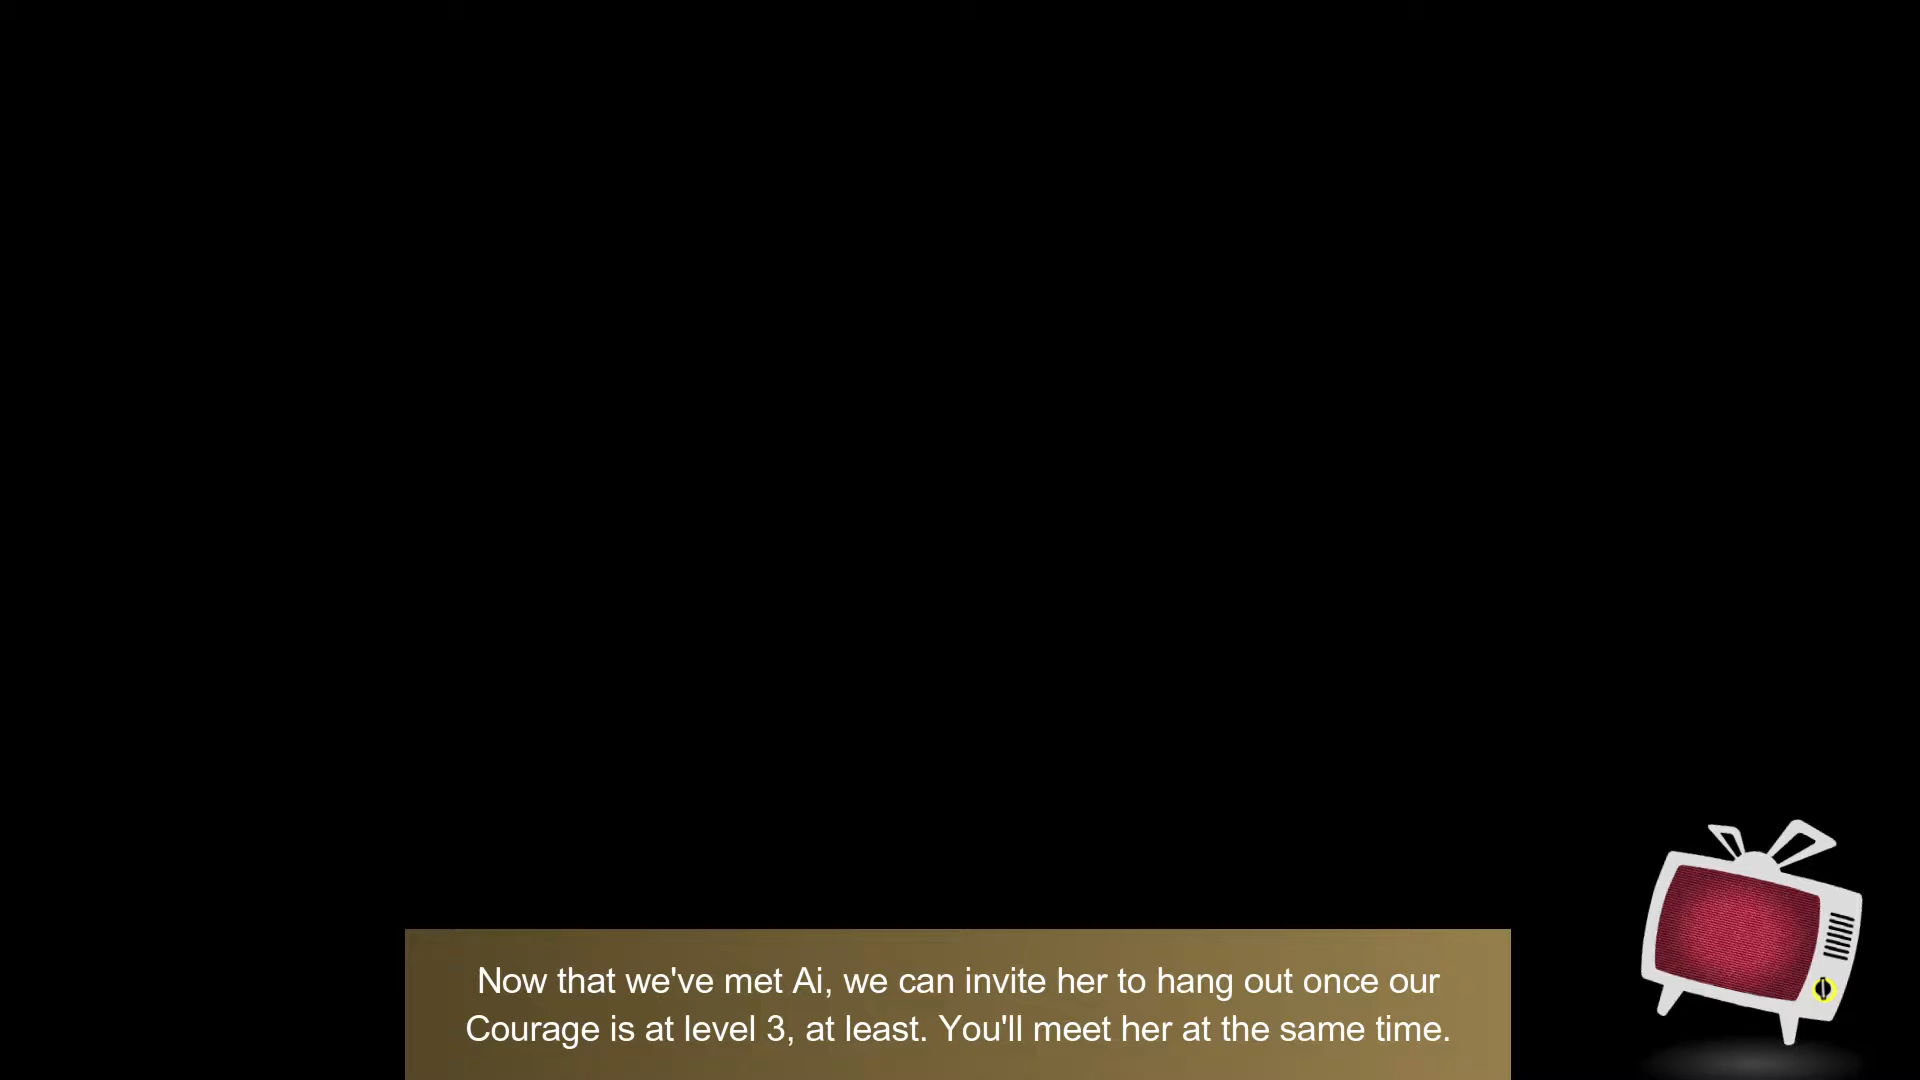 Now that we've met Ai, we can invite her to hang out once our
Courage is at level 3, at least. You'll meet her at the same time.